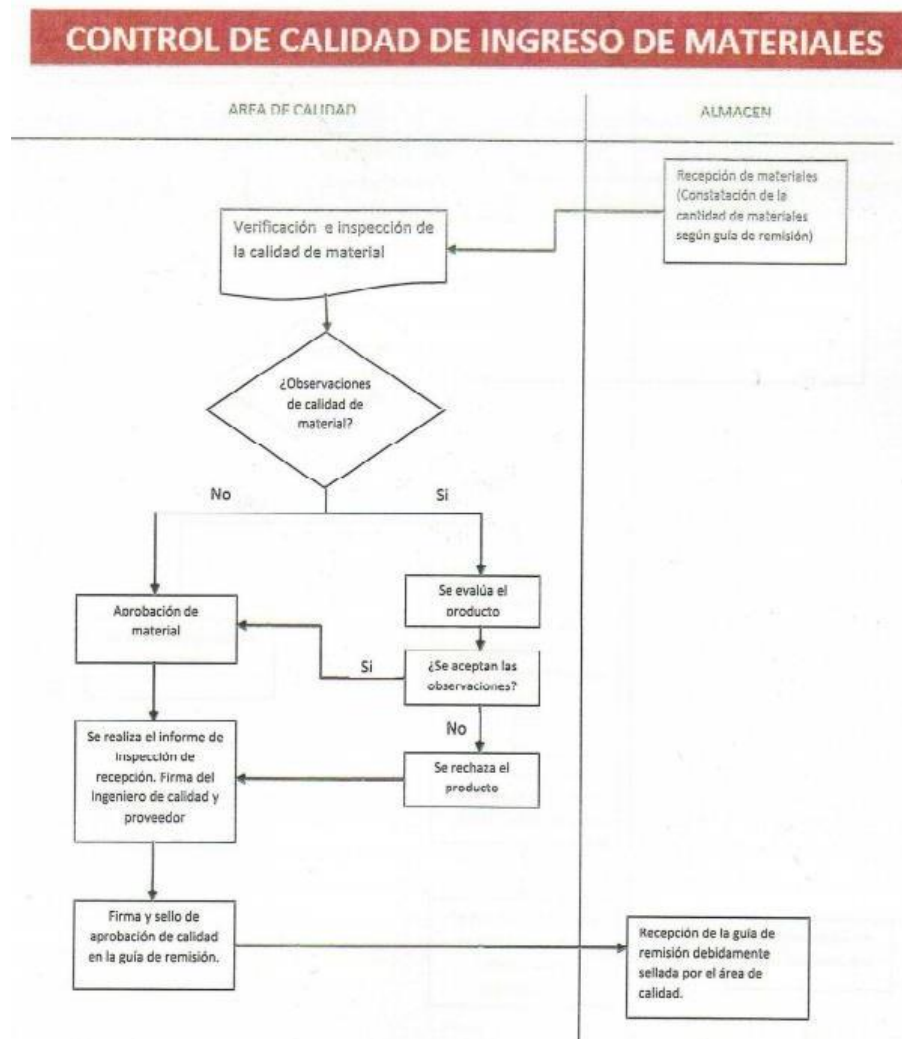 CONTROL DE CALIDAD DE INGRESO DE MATERIALES
AREA DE CALIDAD
ALMACEN
Recepción de materiales
(Constatación de la
cantidad de materiales
según guía de remisión)
Verificación e inspección de
la calidad de material
¿Observaciones
de calidad de
material?
No
Si
Se evalúa el
producto
Aprobación de
material
Si
¿Se aceptan las
observaciones?
No
Se realiza el informe de
inspección de
recepción. Firma del
Ingeniero de calidad y
proveedor
Se rechaza el
producto
Firma y sello de
aprobación de calidad
en la guía de remisión.
Recepción de la guía de
remisión debidamente
sellada por el área de
calidad.